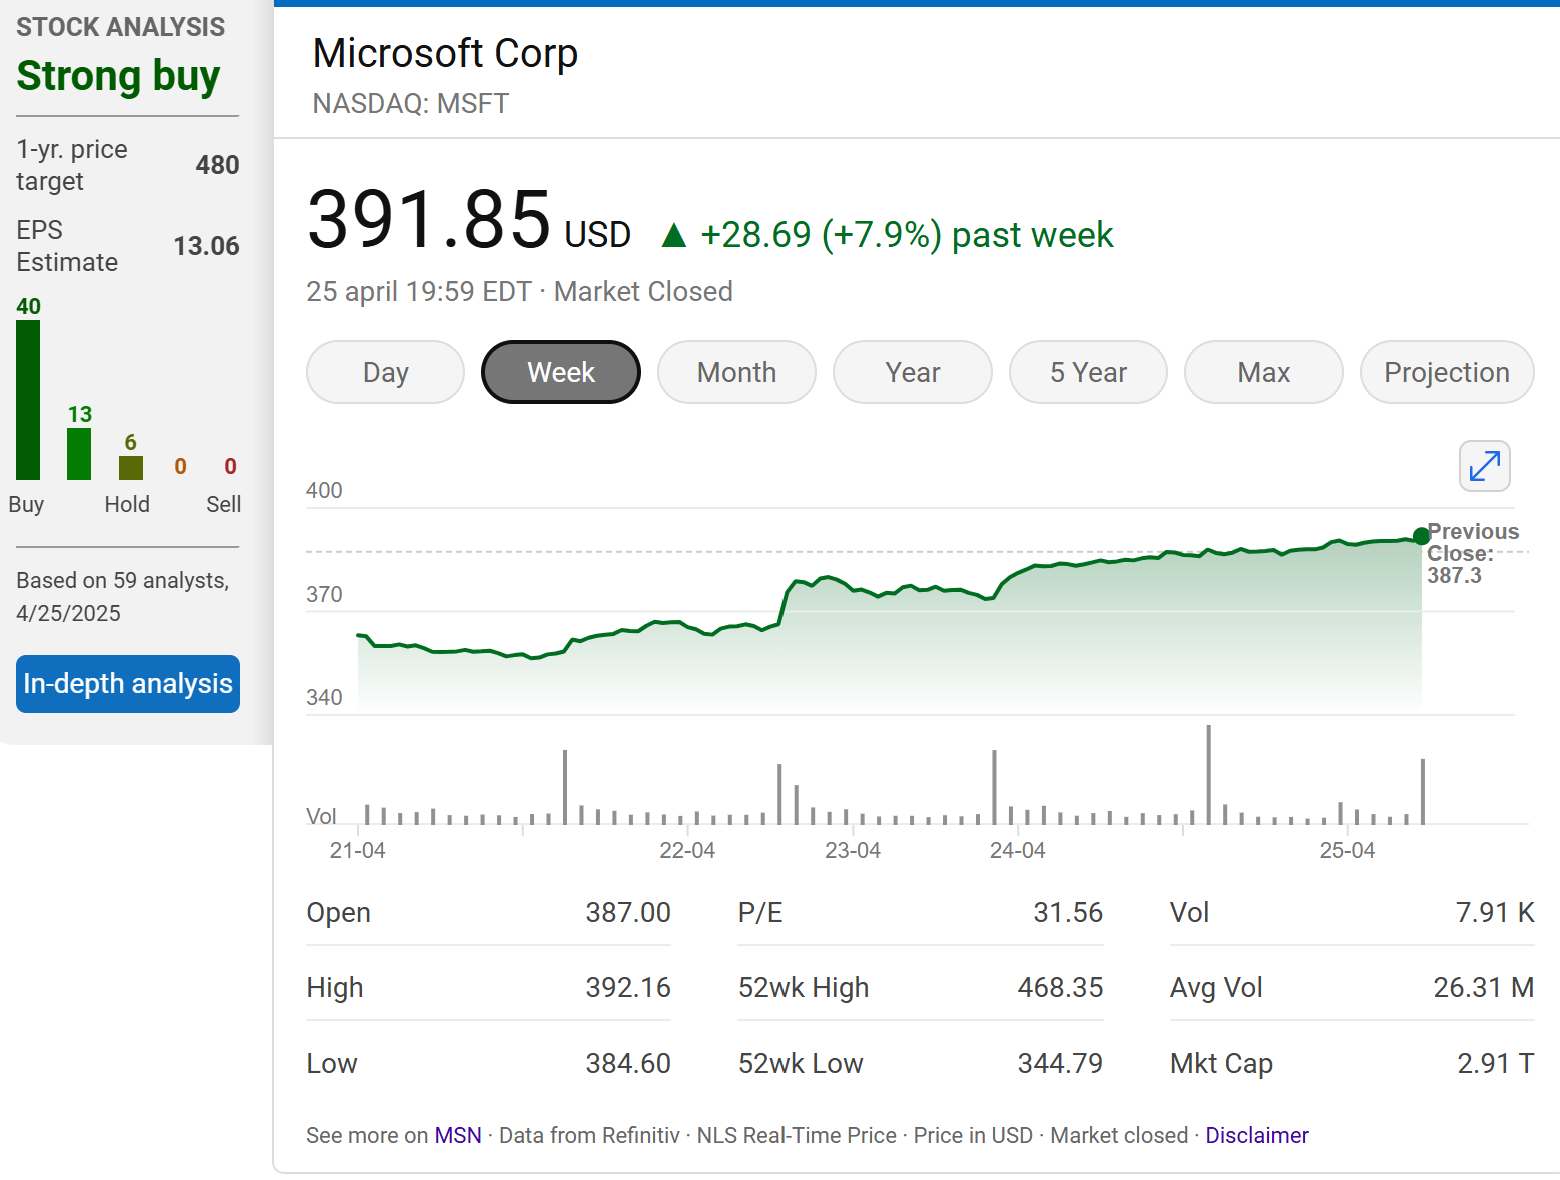 STOCK ANALYSIS
Strong buy
1-yr. price
target
480
EPS
Estimate
13.06
40
13
6
0
0
Buy
Hold
Sell
Based on 59 analysts,
4/25/2025
In-depth analysis
Microsoft Corp
NASDAQ: MSFT
391.85 USD ▲ +28.69 (+7.9%) past week
25 april 19:59 EDT · Market Closed
Day Week Month Year 5 Year Max Projection
400
370
340
Previous
Close:
387.3
Vol
21-04 22-04 23-04 24-04 25-04
Open 387.00 P/E 31.56 Vol 7.91 K
High 392.16 52wk High 468.35 Avg Vol 26.31 M
Low 384.60 52wk Low 344.79 Mkt Cap 2.91 T
See more on MSN · Data from Refinitiv · NLS Real-Time Price · Price in USD · Market closed · Disclaimer